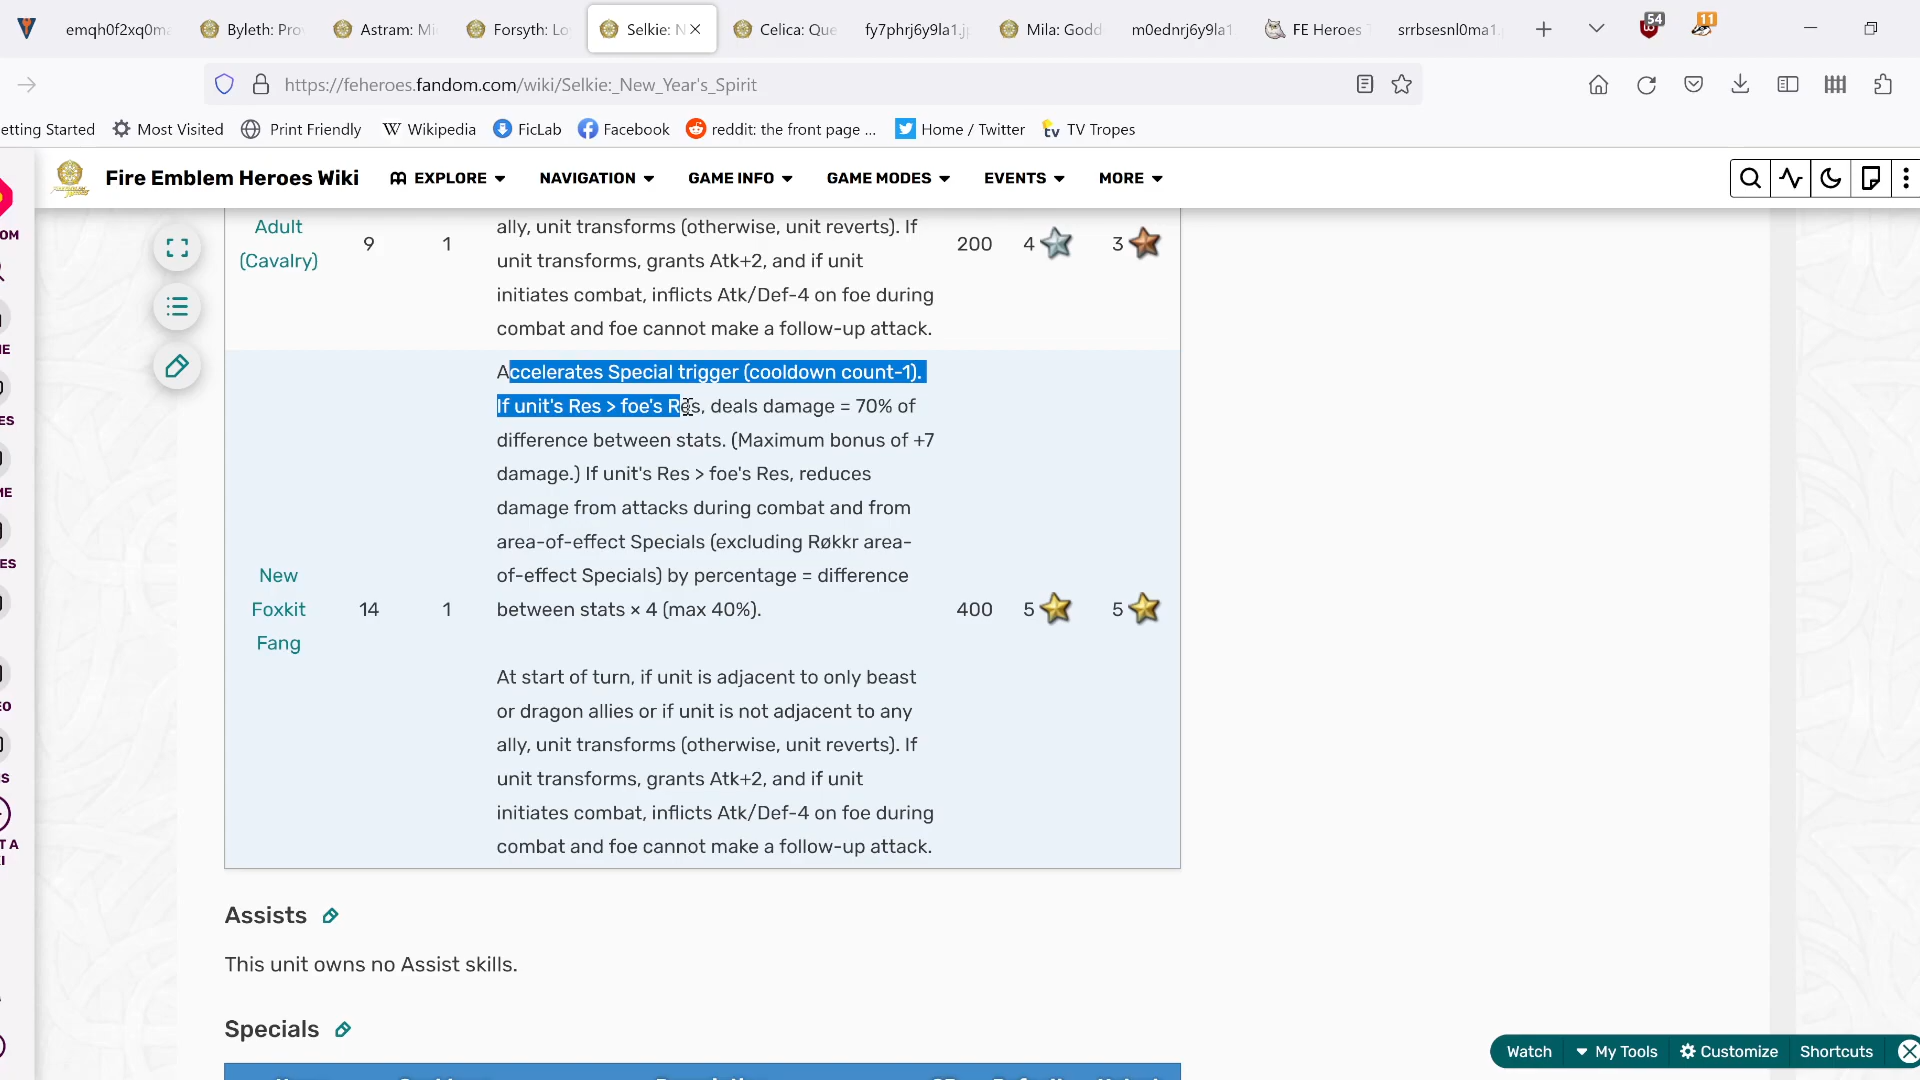 emqh0f2xq0ma Byleth: Pro Astram: Mi Forsyth: Lo Selkie: N Celica: Que fy7phrj6y9la1.j Mila: Godd m0ednrj6y9la1 FE Heroes srrbsesnl0ma1. 54 11
https://feheroes.fandom.com/wiki/Selkie:_New_Year's_Spirit
etting Started Most Visited Print Friendly Wikipedia FicLab Facebook reddit: the front page ... Home / Twitter TV Tropes
Fire Emblem Heroes Wiki EXPLORE NAVIGATION GAME INFO GAME MODES EVENTS MORE
Adult
(Cavalry)
9 1
ally, unit transforms (otherwise, unit reverts). If
unit transforms, grants Atk+2, and if unit
initiates combat, inflicts Atk/Def-4 on foe during
combat and foe cannot make a follow-up attack.
200 4 3
New
Foxkit
Fang
14 1
Accelerates Special trigger (cooldown count-1).
If unit's Res > foe's Res, deals damage = 70% of
difference between stats. (Maximum bonus of +7
damage.) If unit's Res > foe's Res, reduces
damage from attacks during combat and from
area-of-effect Specials (excluding Røkkr area-
of-effect Specials) by percentage = difference
between stats × 4 (max 40%).
At start of turn, if unit is adjacent to only beast
or dragon allies or if unit is not adjacent to any
ally, unit transforms (otherwise, unit reverts). If
unit transforms, grants Atk+2, and if unit
initiates combat, inflicts Atk/Def-4 on foe during
combat and foe cannot make a follow-up attack.
400 5 5
Assists
This unit owns no Assist skills.
Specials
Watch My Tools Customize Shortcuts